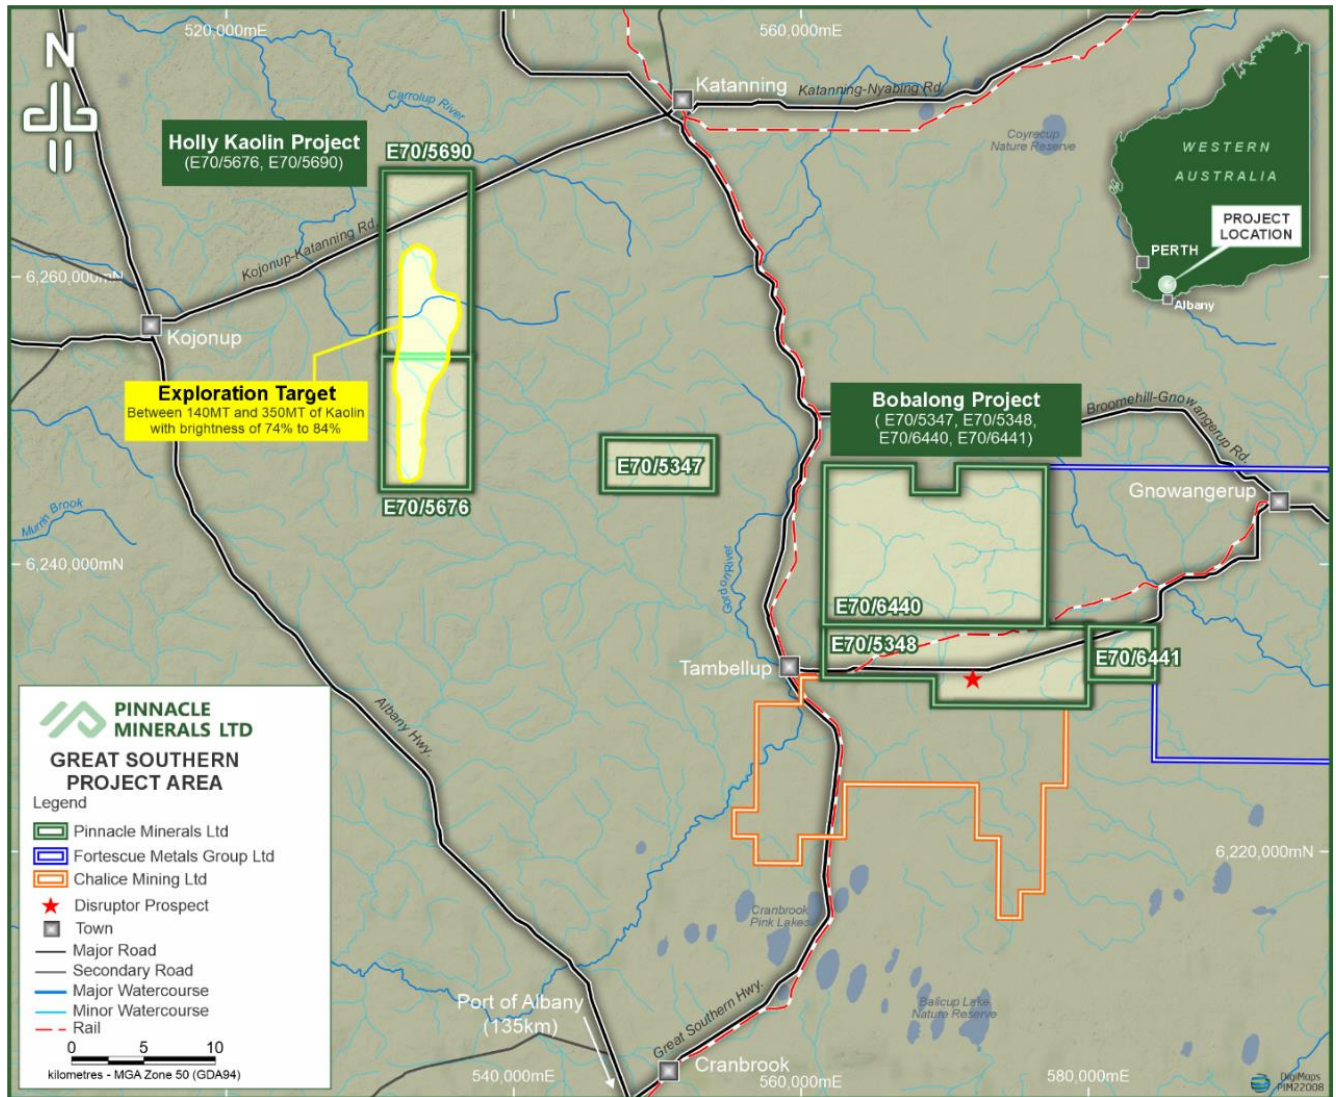 520,000mE
560,000mE
N
Katanning
Katanning-Nyabing Rd.
Carrolup River
Coyrecup
Nature Reserve
Holly Kaolin Project
(E70/5676, E70/5690)
E70/5690
WESTERN
AUSTRALIA
PROJECT
LOCATION
PERTH
Albany
Kojonup-Katanning Rd.
6,260,000mN
Kojonup
Exploration Target
Between 140MT and 350MT of Kaolin
with brightness of 74% to 84%
Bobalong Project
( E70/5347, E70/5348,
E70/6440, E70/6441)
Broomehill-Gnowangerup Rd.
E70/5347
Gnowangerup
E70/5676
Murrin Brook
6,240,000mN
Gordon River
E70/6440
E70/5348
E70/6441
Tambellup
Albany Hwy.
PINNACLE
MINERALS LTD
GREAT SOUTHERN
PROJECT AREA
Legend
Pinnacle Minerals Ltd
Fortescue Metals Group Ltd
Chalice Mining Ltd
Disruptor Prospect
Town
Major Road
Secondary Road
Major Watercourse
Minor Watercourse
Rail
0 5 10
kilometres - MGA Zone 50 (GDA94)
6,220,000mN
Cranbrook
Pink Lakes
Balicup Lake
Nature Reserve
Port of Albany
(135km)
Great Southern Hwy.
Cranbrook
540,000mE
560,000mE
580,000mE
DigiMaps
PIM22008